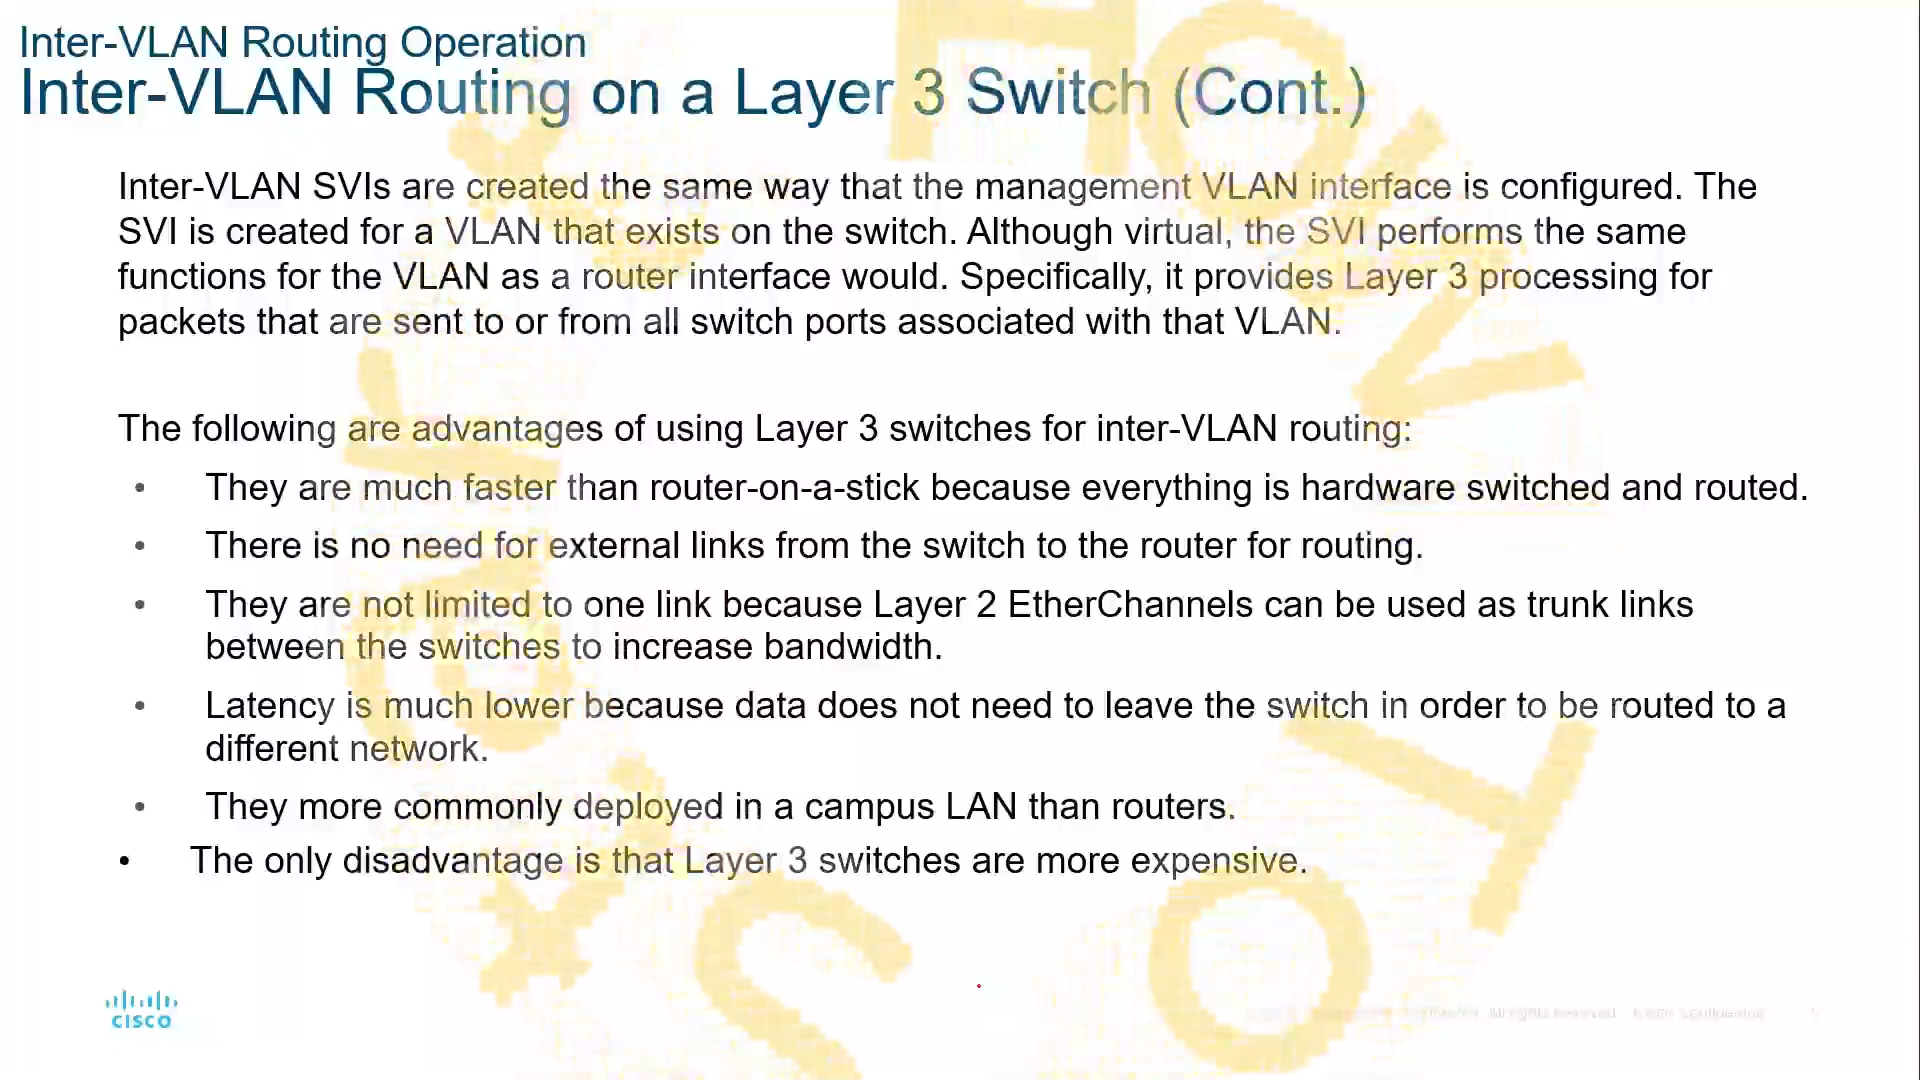 Inter-VLAN Routing Operation
Inter-VLAN Routing on a Layer 3 Switch (Cont.)
Inter-VLAN SVIs are created the same way that the management VLAN interface is configured. The
SVI is created for a VLAN that exists on the switch. Although virtual, the SVI performs the same
functions for the VLAN as a router interface would. Specifically, it provides Layer 3 processing for
packets that are sent to or from all switch ports associated with that VLAN.
The following are advantages of using Layer 3 switches for inter-VLAN routing:
• They are much faster than router-on-a-stick because everything is hardware switched and routed.
• There is no need for external links from the switch to the router for routing.
• They are not limited to one link because Layer 2 EtherChannels can be used as trunk links
between the switches to increase bandwidth.
• Latency is much lower because data does not need to leave the switch in order to be routed to a
different network.
• They more commonly deployed in a campus LAN than routers.
• The only disadvantage is that Layer 3 switches are more expensive.
CISCO